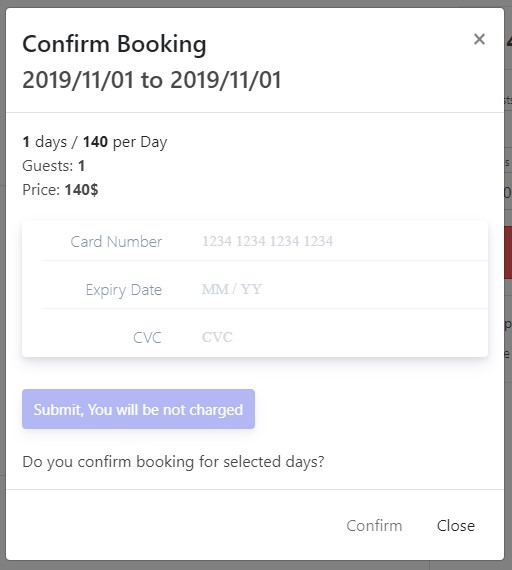 Confirm Booking
×
2019/11/01 to 2019/11/01
1 days / 140 per Day
Guests: 1
Price: 140$
Card Number 1234 1234 1234 1234
Expiry Date MM / YY
CVC CVC
Submit, You will be not charged
Do you confirm booking for selected days?
Confirm Close